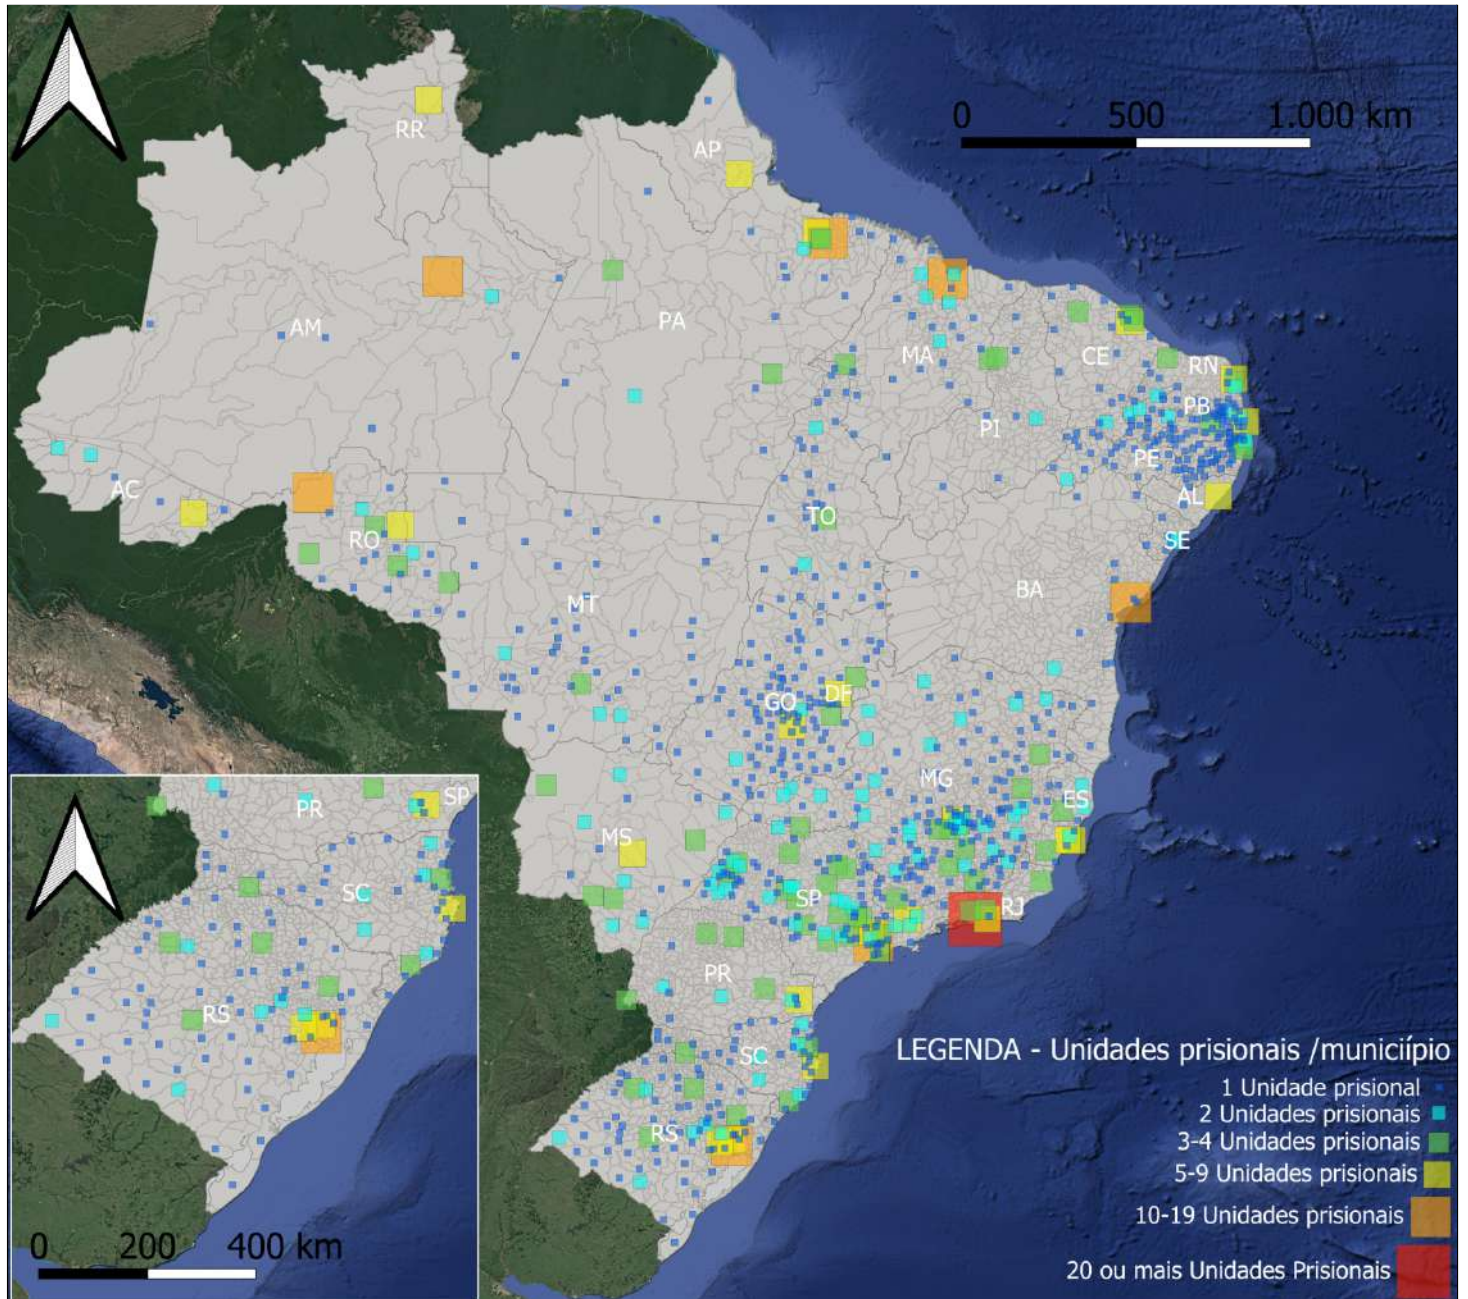 0 500 1.000 km
RR
AP
AM
PA
MA
CE
RN
PB
PI
PE
AC
AL
TO
RO
SE
BA
MT
DF
GO
MG
ES
MS
SP
RJ
PR
SC
RS
PR
SP
SC
RS
0 200 400 km
LEGENDA - Unidades prisionais /municiípio
1 Unidade prisional
2 Unidades prisionais
3-4 Unidades prisionais
5-9 Unidades prisionais
10-19 Unidades prisionais
20 ou mais Unidades Prisionais